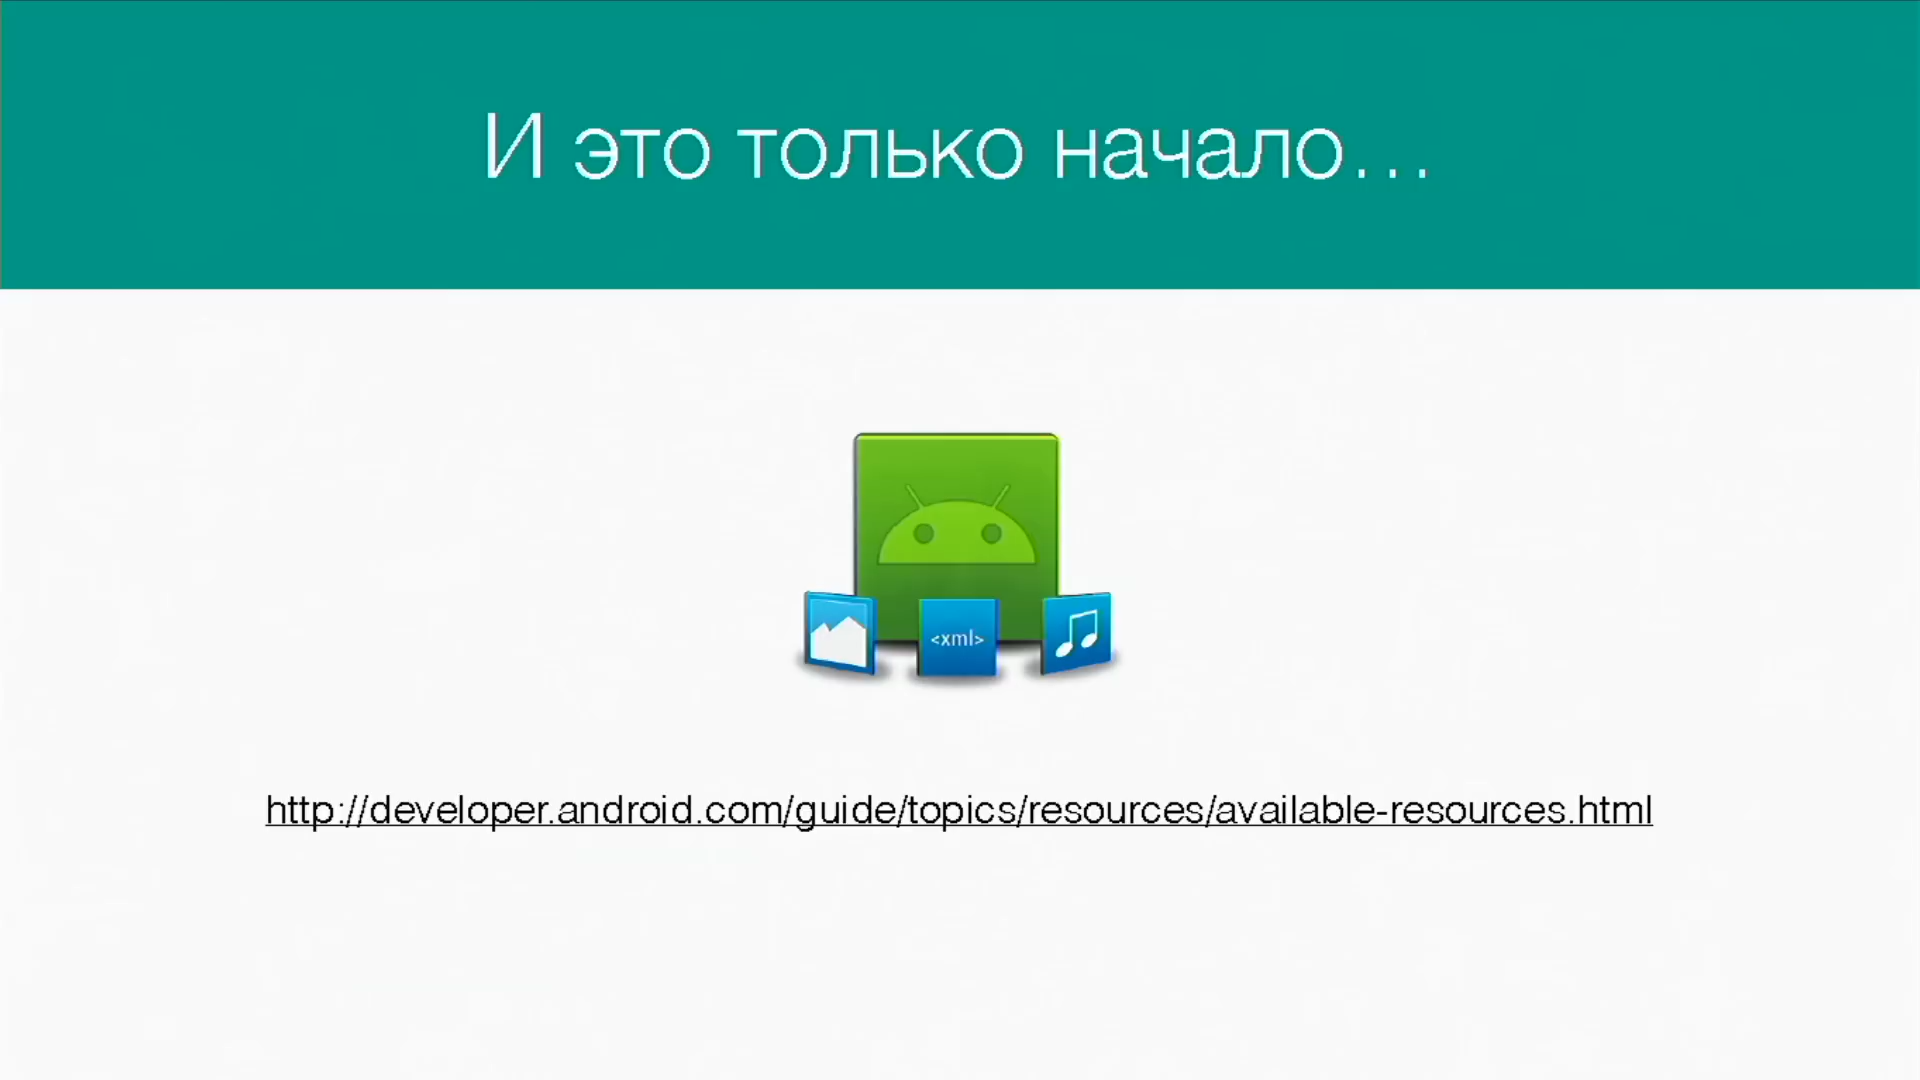 И это только начало...
<xml>
http://developer.android.com/guide/topics/resources/available-resources.html